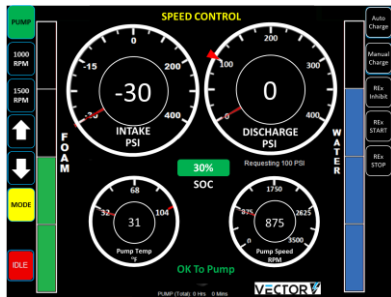 SPEED CONTROL
PUMP
1000
RPM
1500
RPM
MODE
IDLE
FOAM
-30
-15
0
200
400
-30
INTAKE
PSI
0
100
200
300
400
0
DISCHARGE
PSI
WATER
Auto
Charge
Manual
Charge
REx
Inhibit
REx
START
REx
STOP
30%
SOC
Requesting 100 PSI
32
68
104
31
Pump Temp
°F
0
875
1750
2625
3500
875
Pump Speed
RPM
OK To Pump
PUMP (Total) 0 Hrs 0 Mins
VECTOR